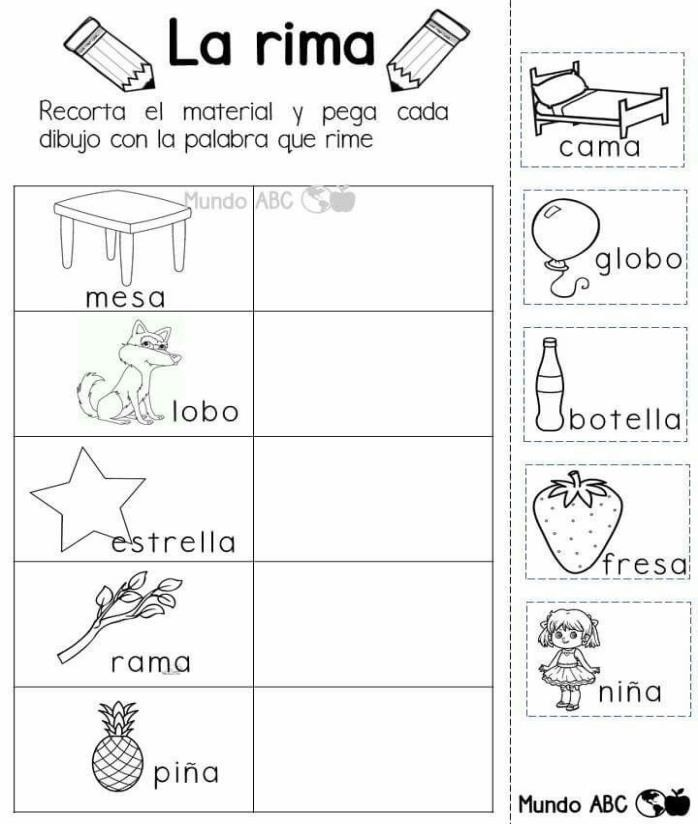 La rima
Recorta el material y pega cada
dibujo con la palabra que rime
Mundo ABC
mesa
lobo
estrella
rama
piña
cama
globo
botella
fresa
niña
Mundo ABC